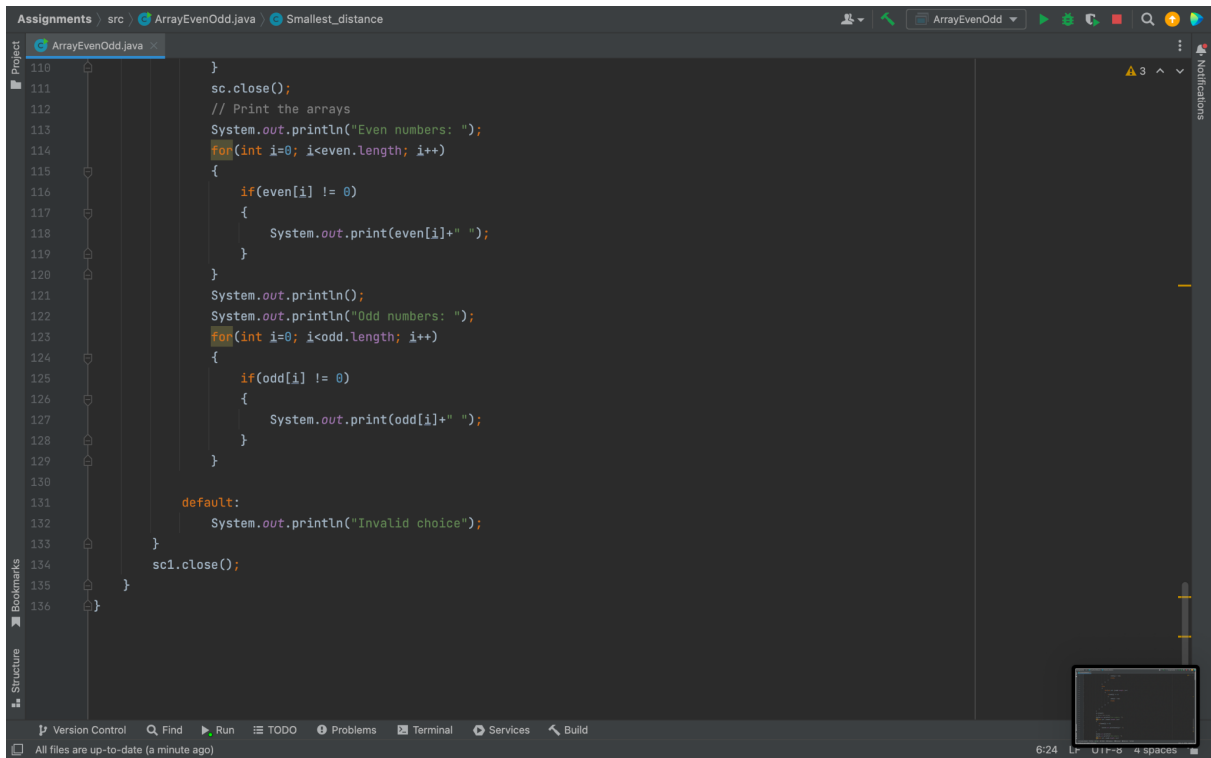 Assignments src ArrayEvenOdd.java Smallest_distance ArrayEvenOdd
Project
ArrayEvenOdd.java
Notifications
3
110 }
111 sc.close();
112 // Print the arrays
113 System.out.println("Even numbers: ");
114 for(int i=0; i<even.length; i++)
115 {
116 if(even[i] != 0)
117 {
118 System.out.print(even[i]+" ");
119 }
120 }
121 System.out.println();
122 System.out.println("Odd numbers: ");
123 for(int i=0; i<odd.length; i++)
124 {
125 if(odd[i] != 0)
126 {
127 System.out.print(odd[i]+" ");
128 }
129 }
130
131 default:
132 System.out.println("Invalid choice");
133 }
134 sc1.close();
135 }
136 }
Bookmarks
Structure
Version Control Find Run TODO Problems Terminal Services Build
All files are up-to-date (a minute ago) 6:24 LF UTF-8 4 spaces